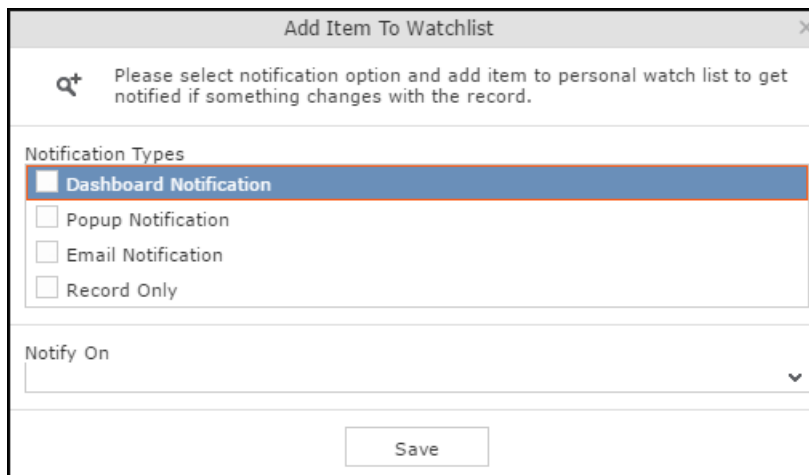 Add Item To Watchlist
Please select notification option and add item to personal watch list to get
notified if something changes with the record.
Notification Types
Dashboard Notification
Popup Notification
Email Notification
Record Only
Notify On
Save